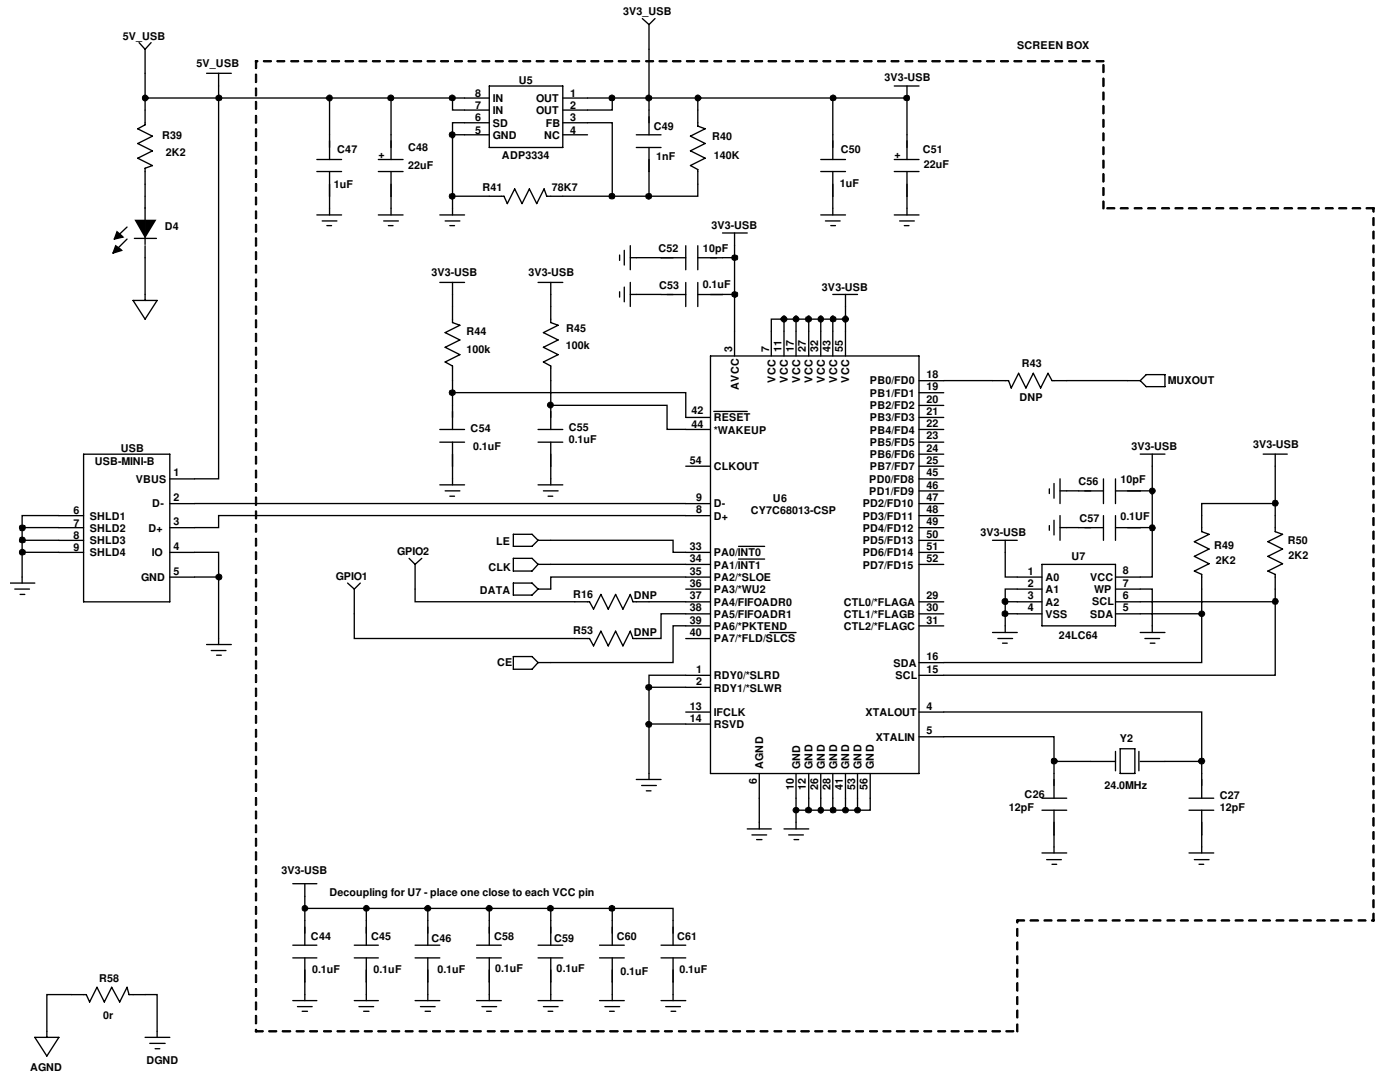 3V3_USB
5V_USB
SCREEN BOX
5V_USB
U5
3V3-USB
8 IN OUT 1
7 IN OUT 2
6 SD FB 3
5 GND NC 4
ADP3334
R39
2K2
C47
1uF
C48
+
22uF
C49
1nF
R40
140K
C50
1uF
C51
+
22uF
R41
78K7
D4
3V3-USB
C52
10pF
C53
0.1uF
3V3-USB
3V3-USB
3V3-USB
R44
100k
R45
100k
3
AVCC
7
11
17
27
32
43
55
VCC
VCC
VCC
VCC
VCC
VCC
VCC
C54
0.1uF
C55
0.1uF
42 RESET
44 *WAKEUP
54 CLKOUT
9 D-
8 D+
U6
CY7C68013-CSP
33 PA0/INT0
34 PA1/INT1
35 PA2/*SLOE
36 PA3/*WU2
37 PA4/FIFOADR0
38 PA5/FIFOADR1
39 PA6/*PKTEND
40 PA7/*FLD/SLCS
1 RDY0/*SLRD
2 RDY1/*SLWR
13 IFCLK
14 RSVD
PB0/FD0 18
PB1/FD1 19
PB2/FD2 20
PB3/FD3 21
PB4/FD4 22
PB5/FD5 23
PB6/FD6 24
PB7/FD7 25
PD0/FD8 45
PD1/FD9 46
PD2/FD10 47
PD3/FD11 48
PD4/FD12 49
PD5/FD13 50
PD6/FD14 51
PD7/FD15 52
CTL0/*FLAGA 29
CTL1/*FLAGB 30
CTL2/*FLAGC 31
SDA 16
SCL 15
XTALOUT 4
XTALIN 5
AGND
6
GND
GND
GND
GND
GND
GND
GND
10
12
26
28
41
53
56
R43
DNP
MUXOUT
USB
USB-MINI-B
VBUS 1
D- 2
D+ 3
IO 4
GND 5
6 SHLD1
7 SHLD2
8 SHLD3
9 SHLD4
LE
CLK
DATA
CE
GPIO2
GPIO1
R16
DNP
R53
DNP
3V3-USB
3V3-USB
C56
10pF
C57
0.1UF
3V3-USB
U7
1 A0 VCC 8
2 A1 WP 7
3 A2 SCL 6
4 VSS SDA 5
24LC64
R49
2K2
R50
2K2
Y2
24.0MHz
C26
12pF
C27
12pF
3V3-USB
Decoupling for U7 - place one close to each VCC pin
C44
0.1uF
C45
0.1uF
C46
0.1uF
C58
0.1uF
C59
0.1uF
C60
0.1uF
C61
0.1uF
R58
0r
AGND
DGND